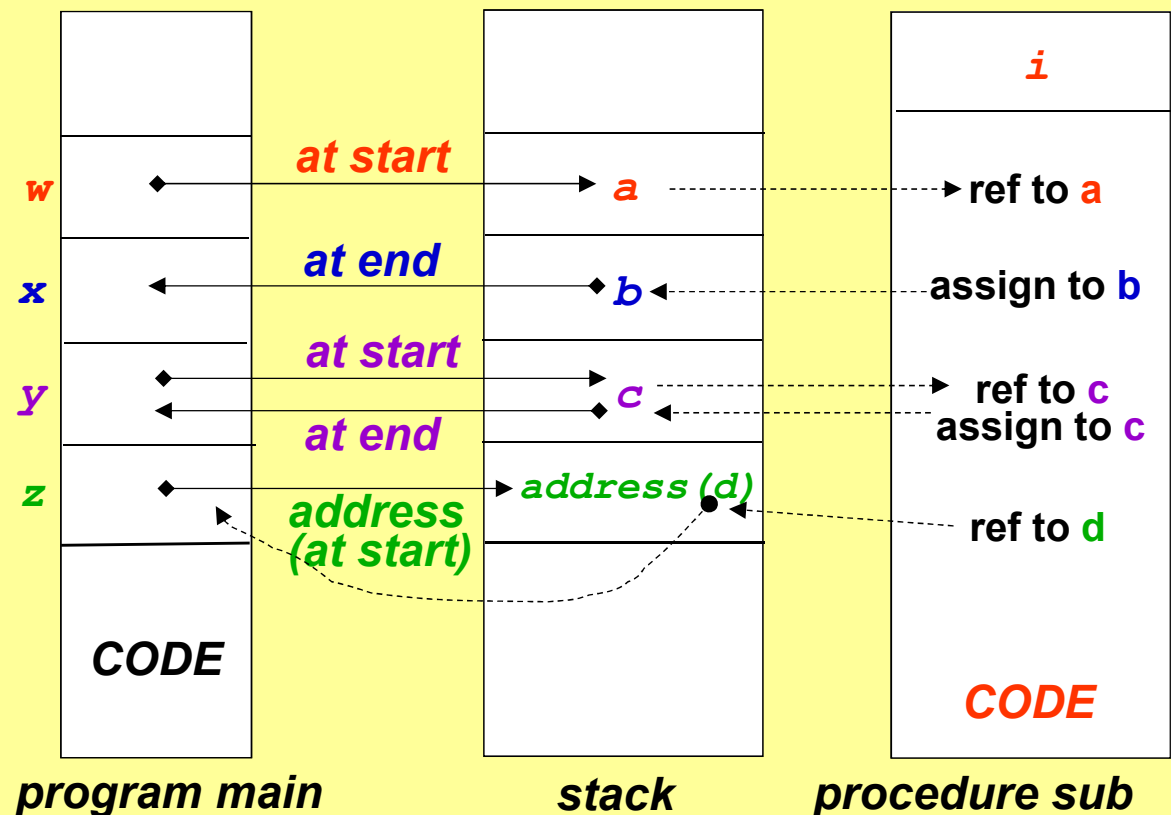 i
at start
w
a
ref to a
at end
x
b
assign to b
at start
y
c
ref to c
assign to c
at end
z
address(d)
address
(at start)
ref to d
CODE
CODE
program main
stack
procedure sub